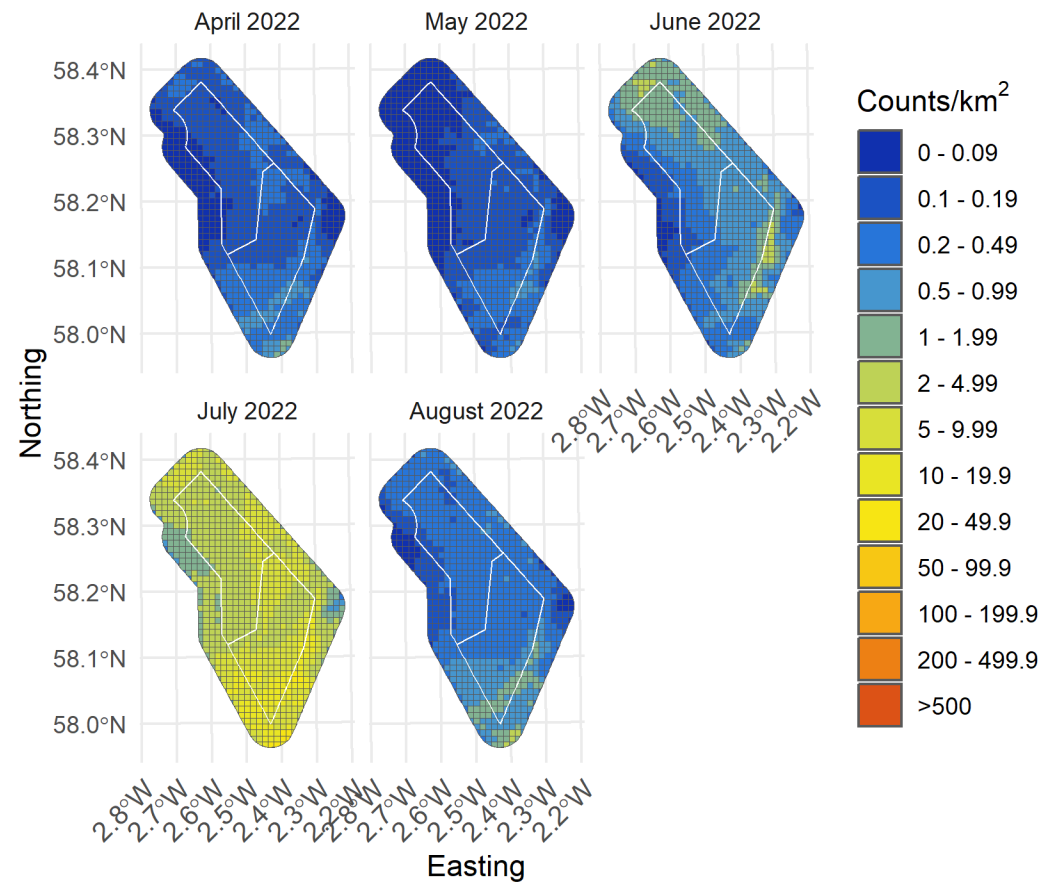 April 2022
May 2022
June 2022
58.4°N
58.3°N
58.2°N
58.1°N
58.0°N
2.8°W
2.7°W
2.6°W
2.5°W
2.4°W
2.3°W
2.2°W
July 2022
August 2022
58.4°N
58.3°N
58.2°N
58.1°N
58.0°N
2.8°W
2.7°W
2.6°W
2.5°W
2.4°W
2.3°W
2.2°W
2.8°W
2.7°W
2.6°W
2.5°W
2.4°W
2.3°W
2.2°W
Northing
Easting
Counts/km²
0 - 0.09
0.1 - 0.19
0.2 - 0.49
0.5 - 0.99
1 - 1.99
2 - 4.99
5 - 9.99
10 - 19.9
20 - 49.9
50 - 99.9
100 - 199.9
200 - 499.9
>500